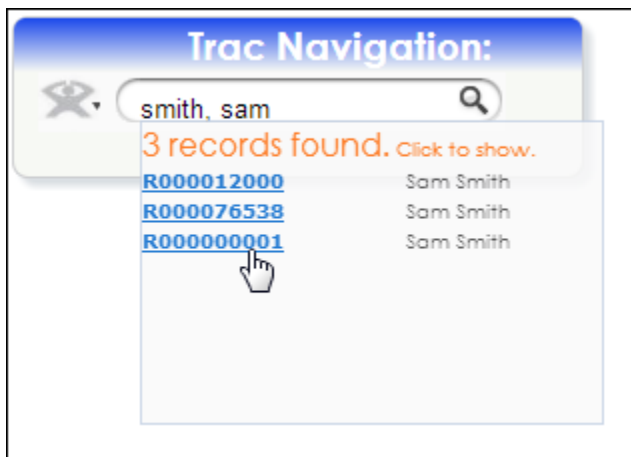 Trac Navigation:
smith, sam
3 records found. Click to show.
R000012000 Sam Smith
R000076538 Sam Smith
R000000001 Sam Smith